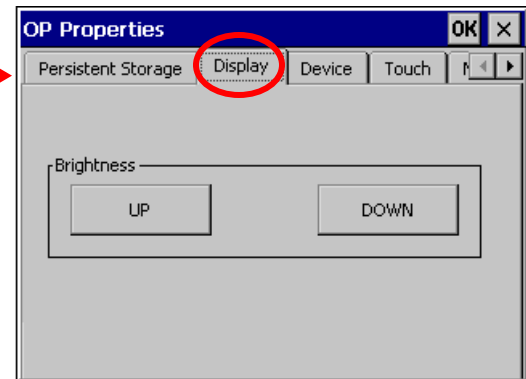 OP Properties OK ×
Persistent Storage Display Device Touch
Brightness
UP DOWN